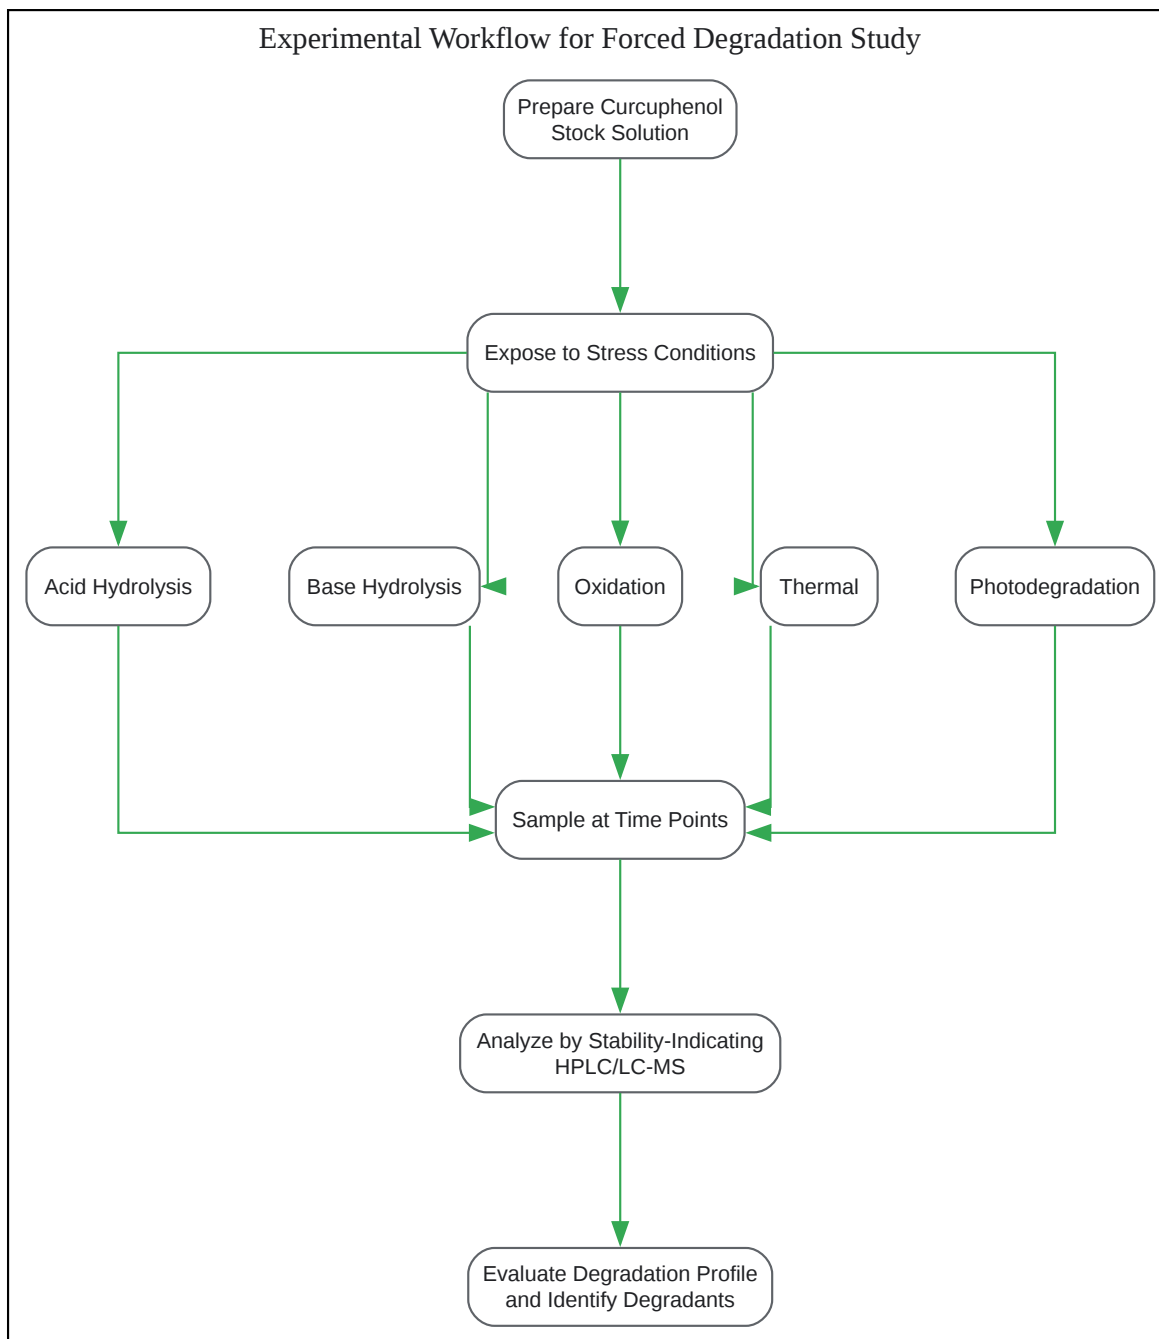 Experimental Workflow for Forced Degradation Study
Prepare Curcuphenol
Stock Solution
Expose to Stress Conditions
Acid Hydrolysis
Base Hydrolysis
Oxidation
Thermal
Photodegradation
Sample at Time Points
Analyze by Stability-Indicating
HPLC/LC-MS
Evaluate Degradation Profile
and Identify Degradants